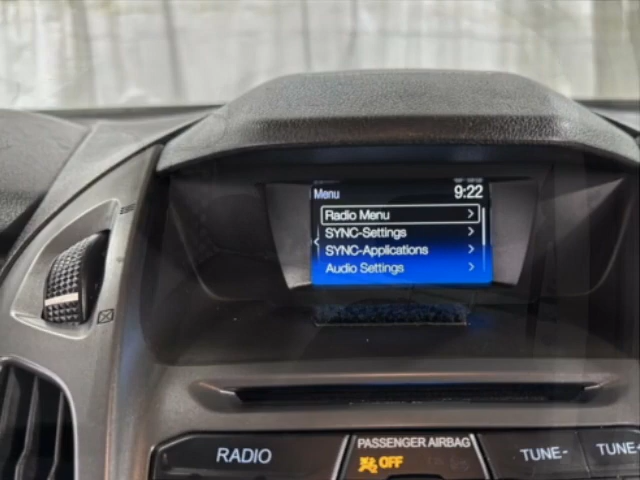 Menu 9:22
Radio Menu >
SYNC-Settings >
SYNC-Applications >
Audio Settings >
RADIO
PASSENGER AIRBAG
OFF
TUNE-
TUNE+